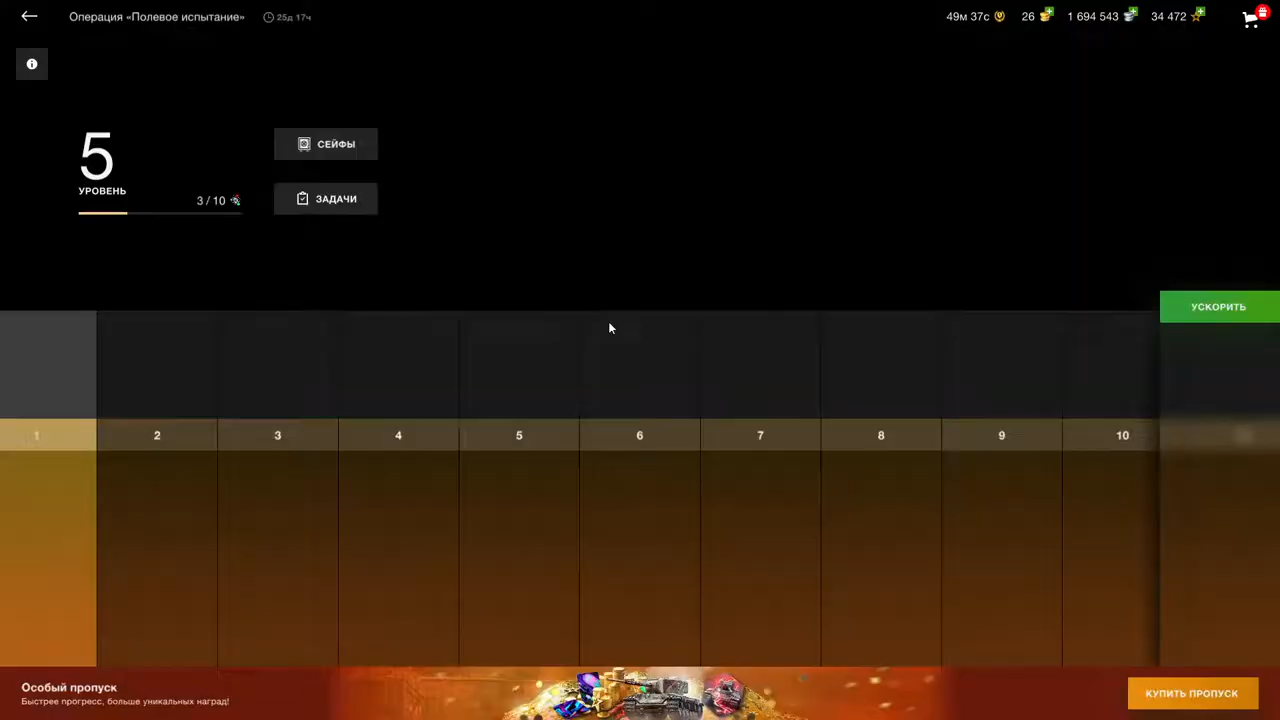 Операция «Полевое испытание» 25д 17ч
49м 37с 26 1 694 543 34 472
5
УРОВЕНЬ
3 / 10
СЕЙФЫ
ЗАДАЧИ
УСКОРИТЬ
1 2 3 4 5 6 7 8 9 10
Особый пропуск
Быстрее прогресс, больше уникальных наград!
КУПИТЬ ПРОПУСК